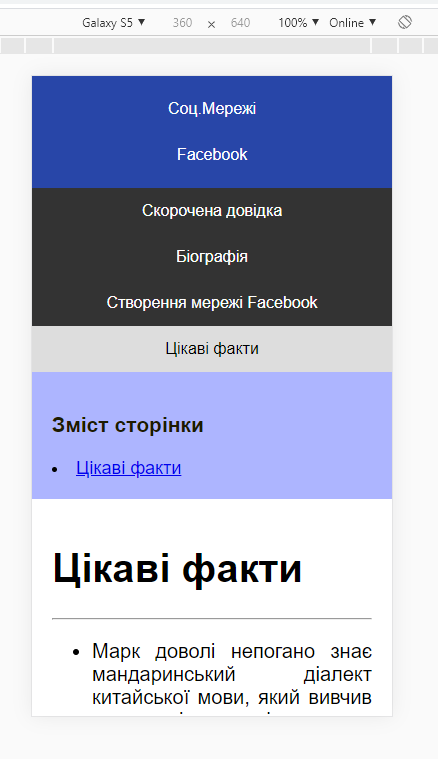 Galaxy S5 ▼ 360 × 640 100% ▼ Online ▼
Соц.Мережі
Facebook
Скорочена довідка
Біографія
Створення мережі Facebook
Цікаві факти
Зміст сторінки
• Цікаві факти
Цікаві факти
• Марк доволі непогано знає
мандаринський діалект
китайської мови, який вивчив